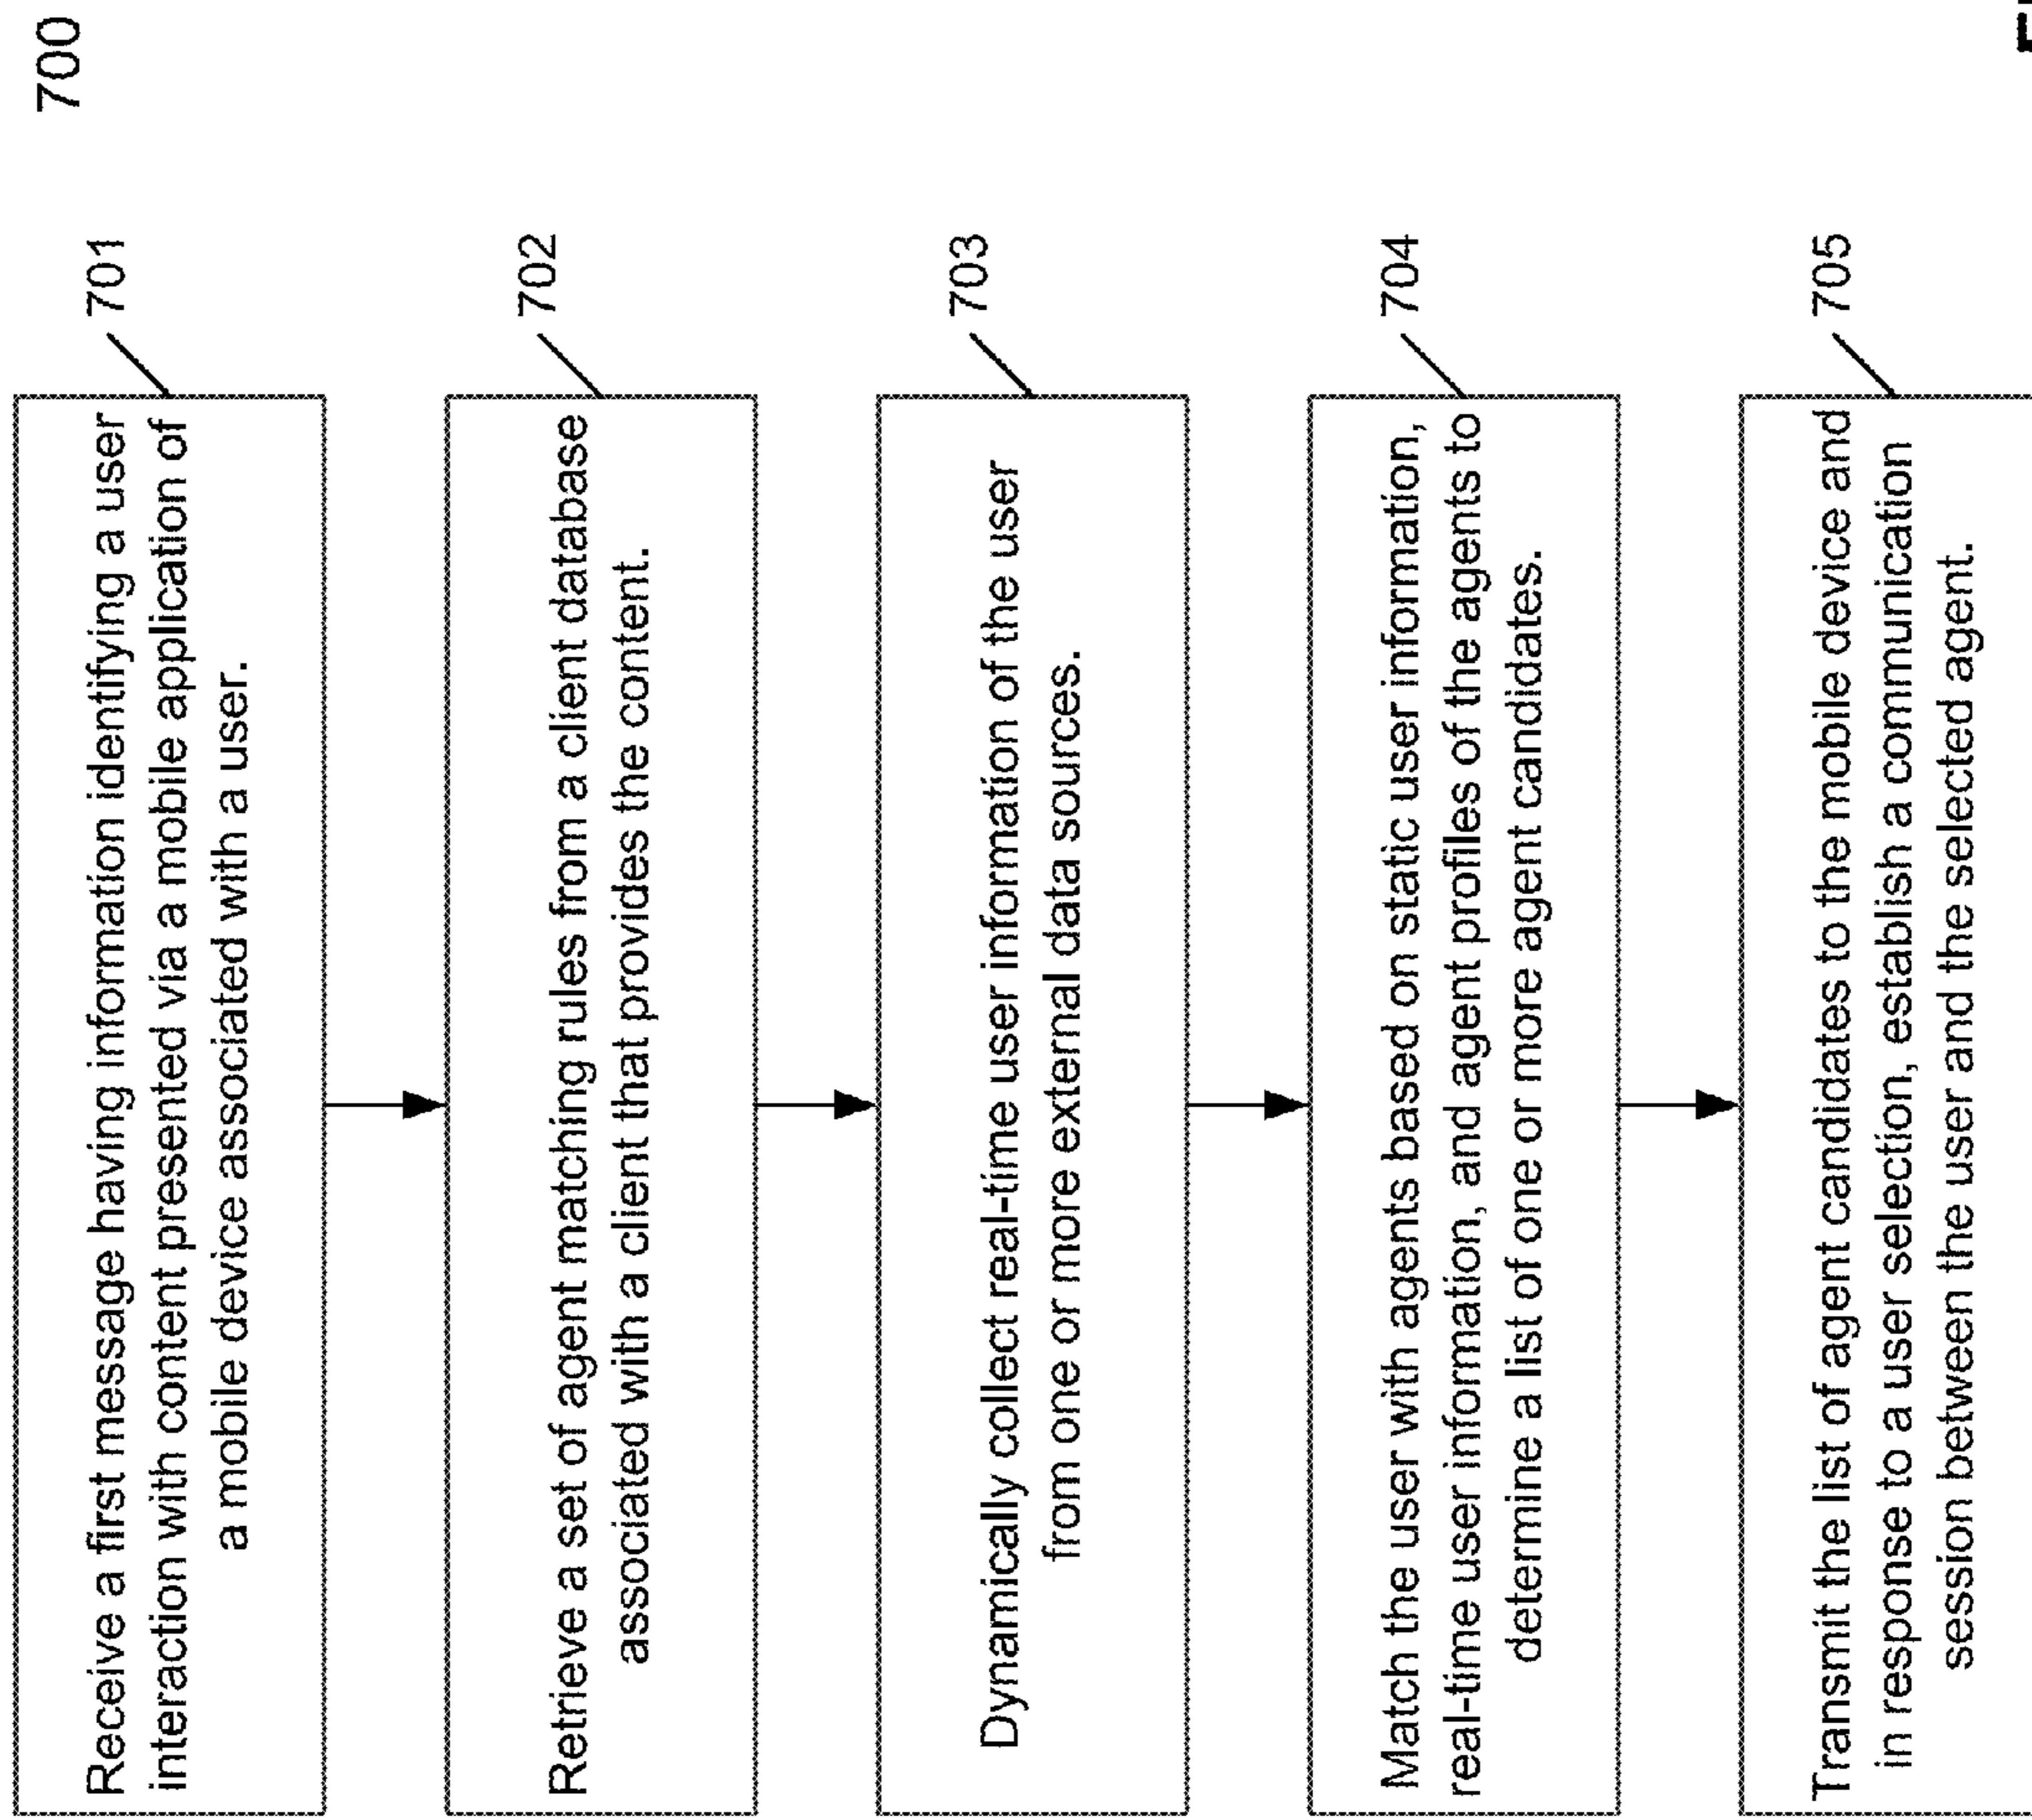 700
Receive a first message having information identifying a user
interaction with content presented via a mobile application of
a mobile device associated with a user.
701
Retrieve a set of agent matching rules from a client database
associated with a client that provides the content.
702
Dynamically collect real-time user information of the user
from one or more external data sources.
703
Match the user with agents based on static user information,
real-time user information, and agent profiles of the agents to
determine a list of one or more agent candidates.
704
Transmit the list of agent candidates to the mobile device and
in response to a user selection, establish a communication
session between the user and the selected agent.
705